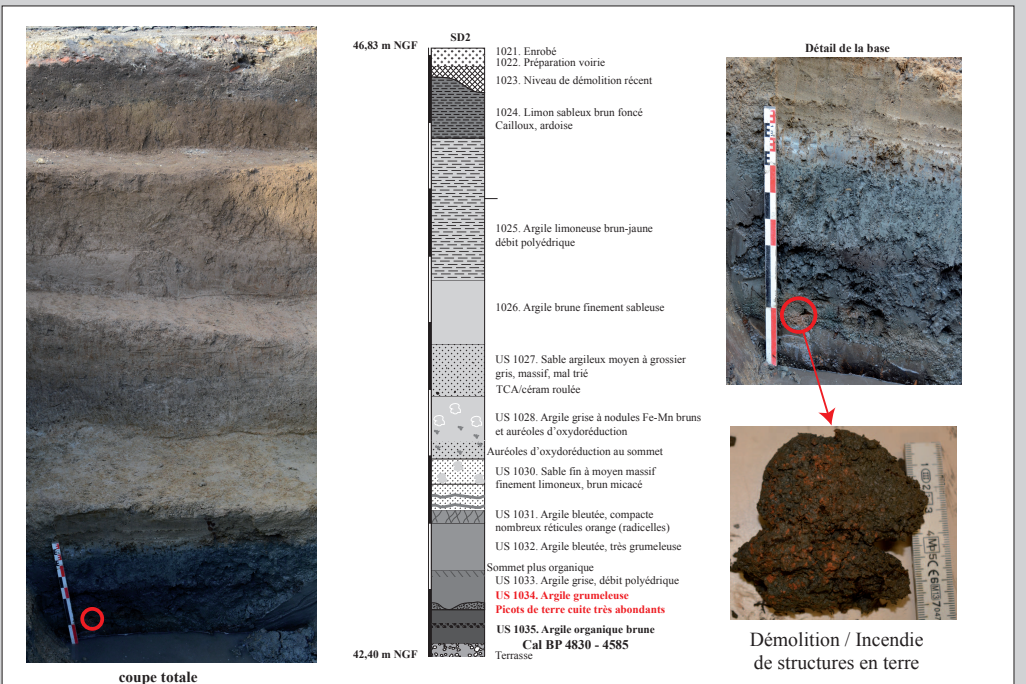 coupe totale
46,83 m NGF
SD2
1021. Enrobé
1022. Préparation voirie
1023. Niveau de démolition récent
1024. Limon sableux brun foncé
Cailloux, ardoise
1025. Argile limoneuse brun-jaune
débit polyédrique
1026. Argile brune finement sableuse
US 1027. Sable argileux moyen à grossier
gris, massif, mal trié
TCA/céram roulée
US 1028. Argile grise à nodules Fe-Mn bruns
et auréoles d’oxydoréduction
Auréoles d’oxydoréduction au sommet
US 1030. Sable fin à moyen massif
finement limoneux, brun micacé
US 1031. Argile bleutée, compacte
nombreux réticules orange (radicelles)
US 1032. Argile bleutée, très grumeleuse
Sommet plus organique
US 1033. Argile grise, débit polyédrique
US 1034. Argile grumeleuse
Picots de terre cuite très abondants
US 1035. Argile organique brune
Cal BP 4830 - 4585
42,40 m NGF
Terrasse
Détail de la base
Démolition / Incendie
de structures en terre